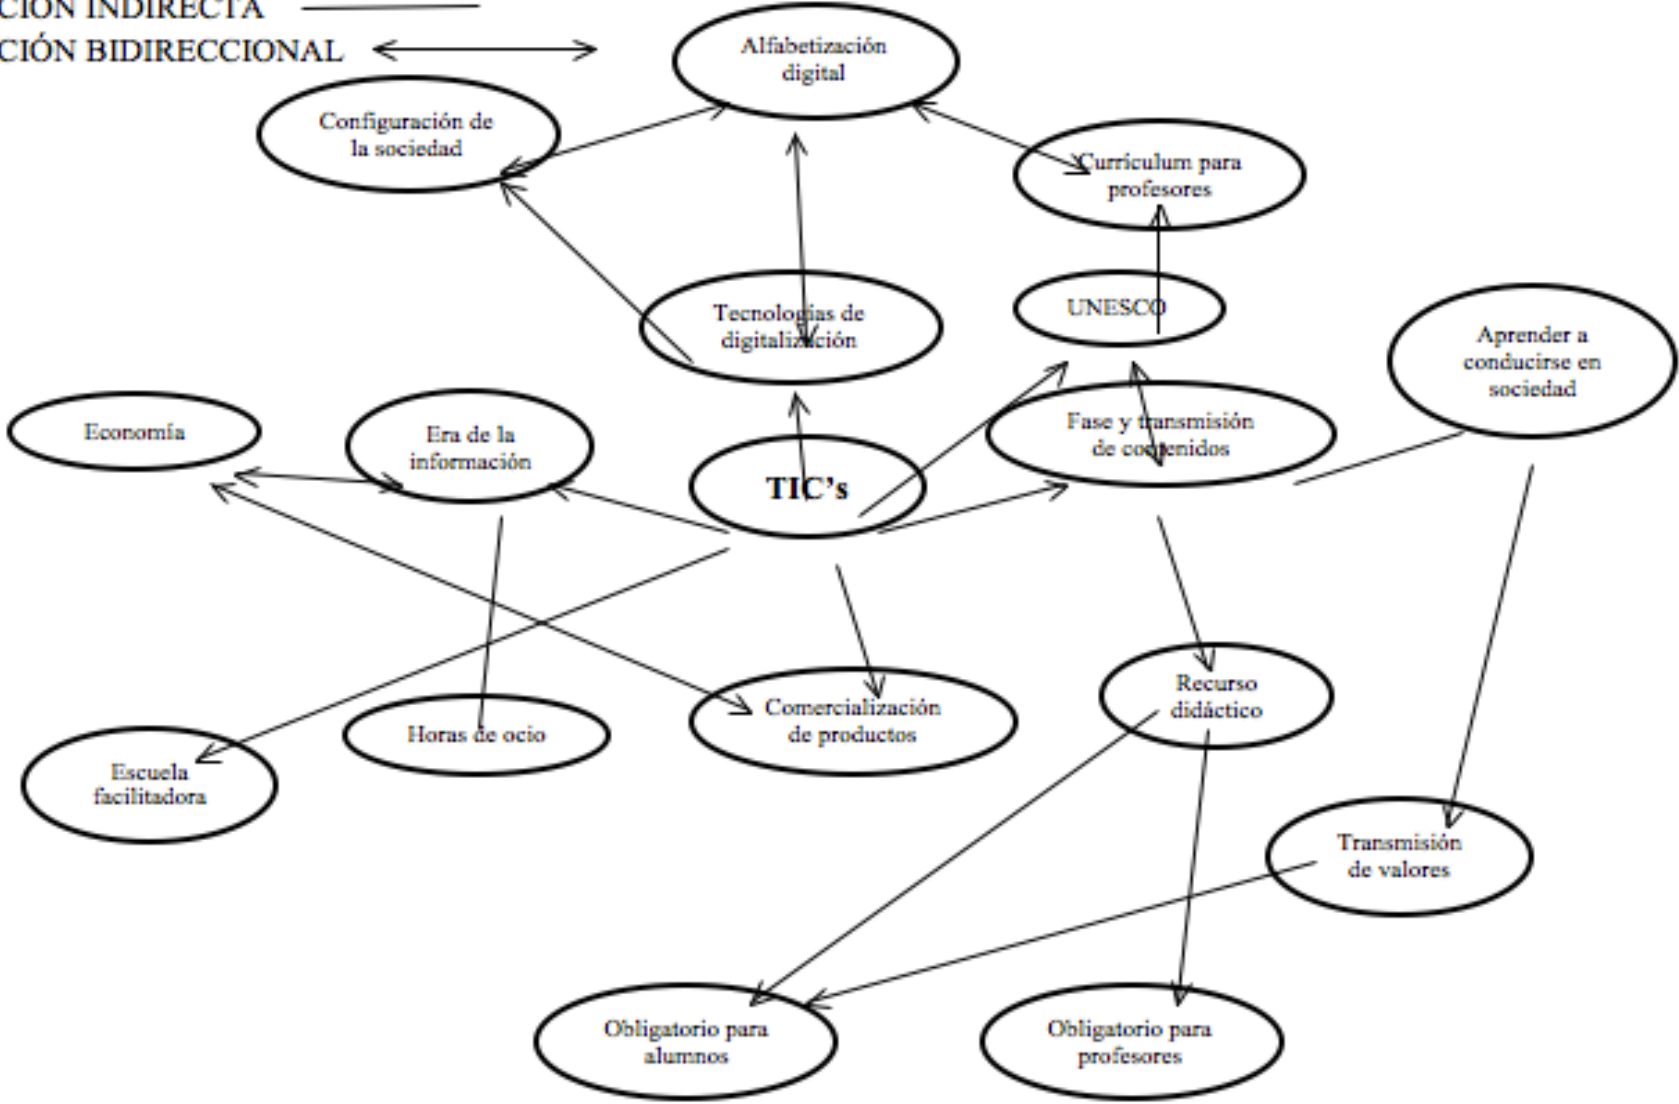 CIÓN INDIRECTA
CIÓN BIDIRECCIONAL
Alfabetización
digital
Configuración de
la sociedad
Currículum para
profesores
Tecnologías de
digitalización
UNESCO
Aprender a
conducirse en
sociedad
Economía
Era de la
información
TIC's
Fase y transmisión
de contenidos
Recurso
didáctico
Horas de ocio
Comercialización
de productos
Escuela
facilitadora
Transmisión
de valores
Obligatorio para
alumnos
Obligatorio para
profesores